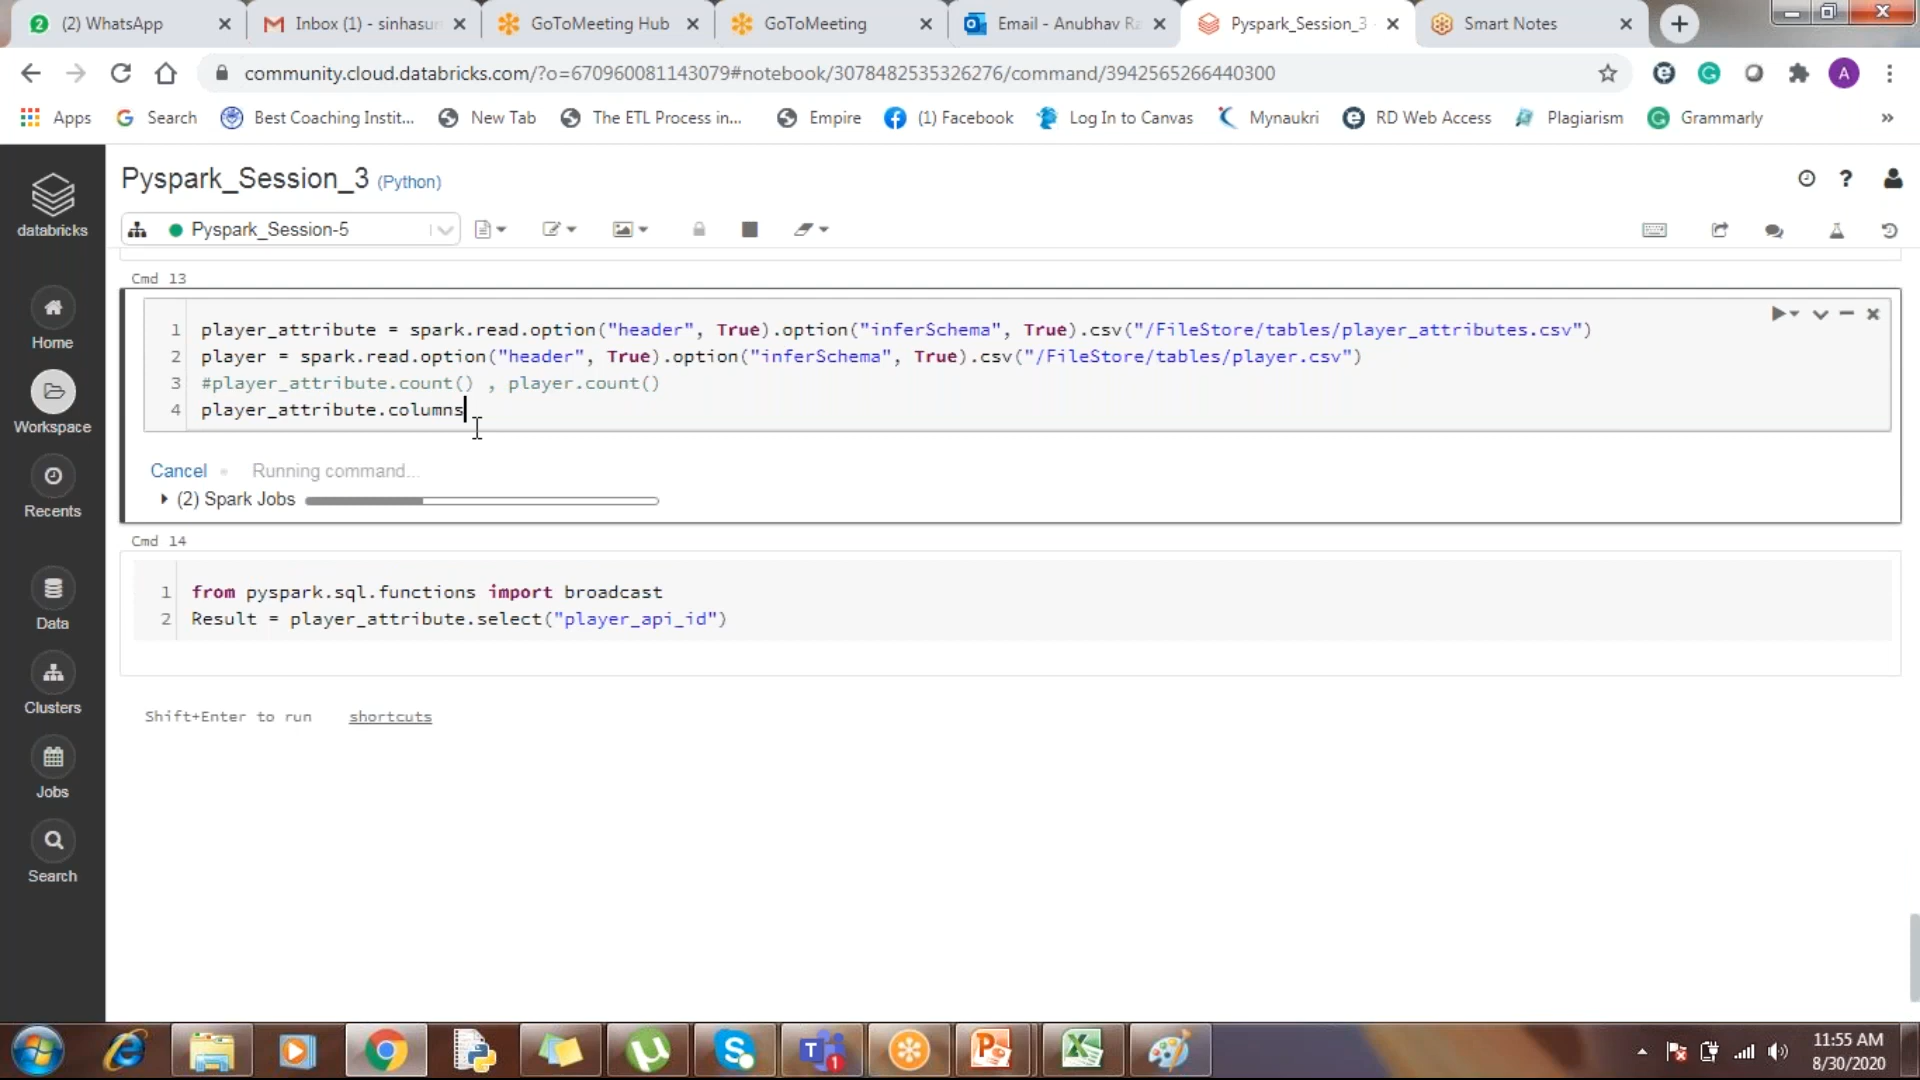 (2) WhatsApp
Inbox (1) - sinhasur
GoToMeeting Hub
GoToMeeting
Email - Anubhav Ra
Pyspark_Session_3
Smart Notes
community.cloud.databricks.com/?o=670960081143079#notebook/3078482535326276/command/3942565266440300
A
Apps
Search
Best Coaching Instit...
New Tab
The ETL Process in...
Empire
(1) Facebook
Log In to Canvas
Mynaukri
RD Web Access
Plagiarism
Grammarly
»
databricks
Home
Workspace
Recents
Data
Clusters
Jobs
Search
Pyspark_Session_3 (Python)
Pyspark_Session-5
Cmd 13
1 player_attribute = spark.read.option("header", True).option("inferSchema", True).csv("/FileStore/tables/player_attributes.csv")
2 player = spark.read.option("header", True).option("inferSchema", True).csv("/FileStore/tables/player.csv")
3 #player_attribute.count() , player.count()
4 player_attribute.columns
Cancel Running command...
(2) Spark Jobs
Cmd 14
1 from pyspark.sql.functions import broadcast
2 Result = player_attribute.select("player_api_id")
Shift+Enter to run shortcuts
11:55 AM
8/30/2020